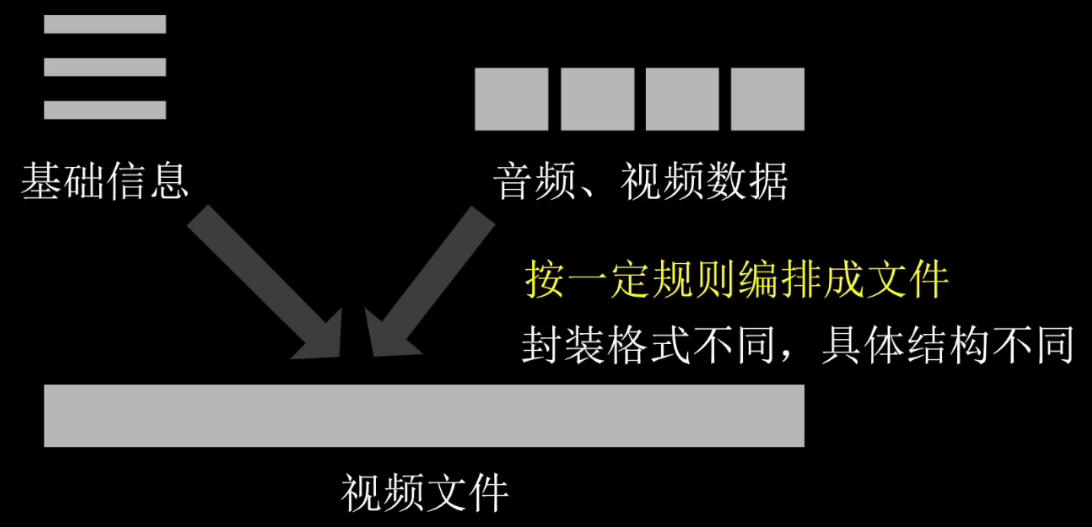 基础信息
音频、视频数据
按一定规则编排成文件
封装格式不同，具体结构不同
视频文件